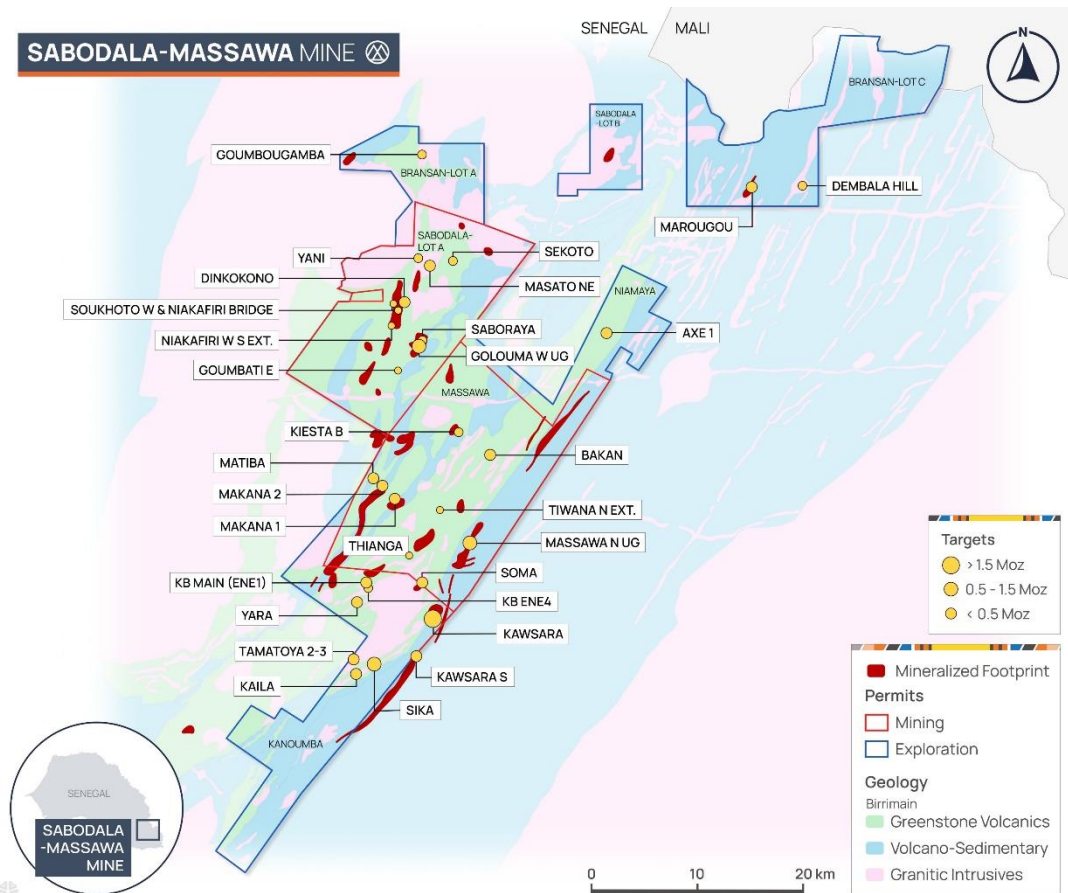 SABODALA-MASSAWA MINE
SENEGAL
MALI
N
BRANSAN-LOT C
SABODALA
-LOT B
GOUMBOUGAMBA
BRANSAN-LOT A
DEMBALA HILL
MAROUGOU
SABODALA-
LOT A
YANI
SEKOTO
DINKOKONO
MASATO NE
NIAMAYA
SOUKHOTO W & NIAKAFIRI BRIDGE
SABORAYA
AXE 1
NIAKAFIRI W S EXT.
GOLOUMA W UG
GOUMBATI E
MASSAWA
KIESTA B
BAKAN
MATIBA
MAKANA 2
TIWANA N EXT.
MAKANA 1
THIANGA
MASSAWA N UG
SOMA
KB MAIN (ENE1)
KB ENE4
YARA
KAWSARA
TAMATOYA 2-3
KAWSARA S
KAILA
SIKA
KANOUMBA
Targets
>1.5 Moz
0.5 - 1.5 Moz
< 0.5 Moz
Mineralized Footprint
Permits
Mining
Exploration
Geology
Birrimain
Greenstone Volcanics
Volcano-Sedimentary
Granitic Intrusives
SENEGAL
SABODALA
-MASSAWA
MINE
0 10 20 km